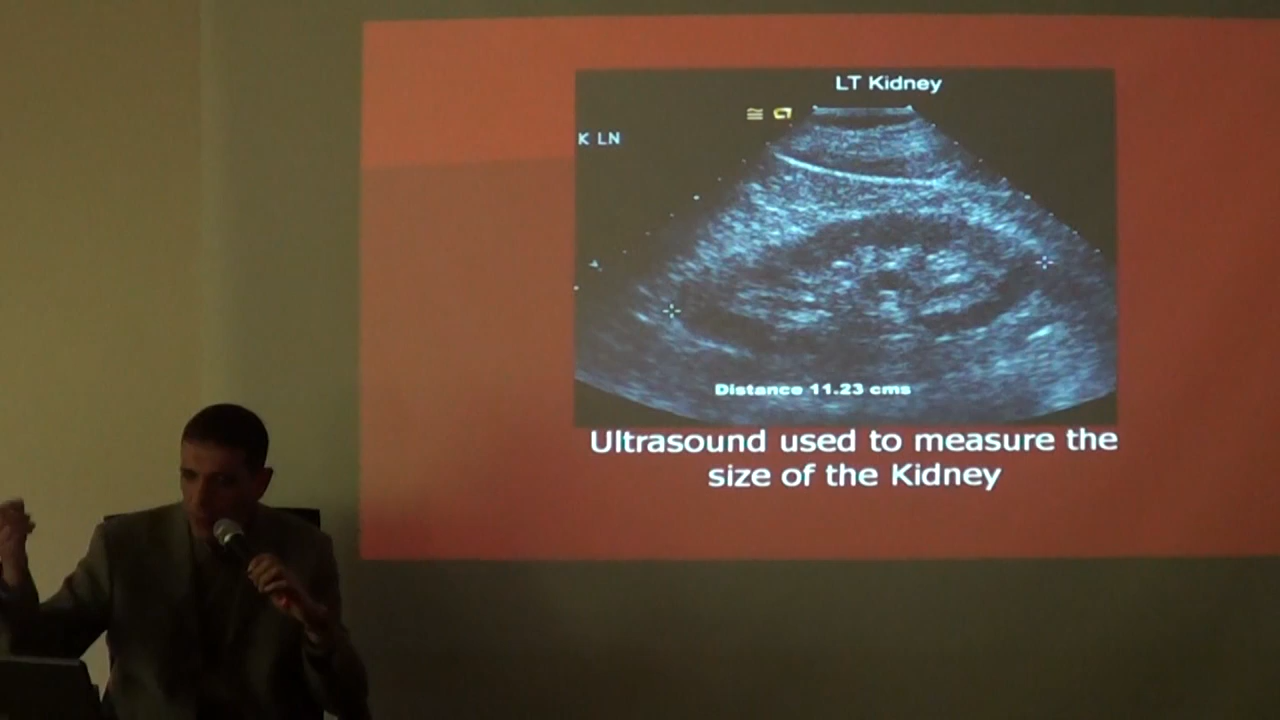 LT Kidney
K LN
Distance 11.23 cms
Ultrasound used to measure the
size of the Kidney